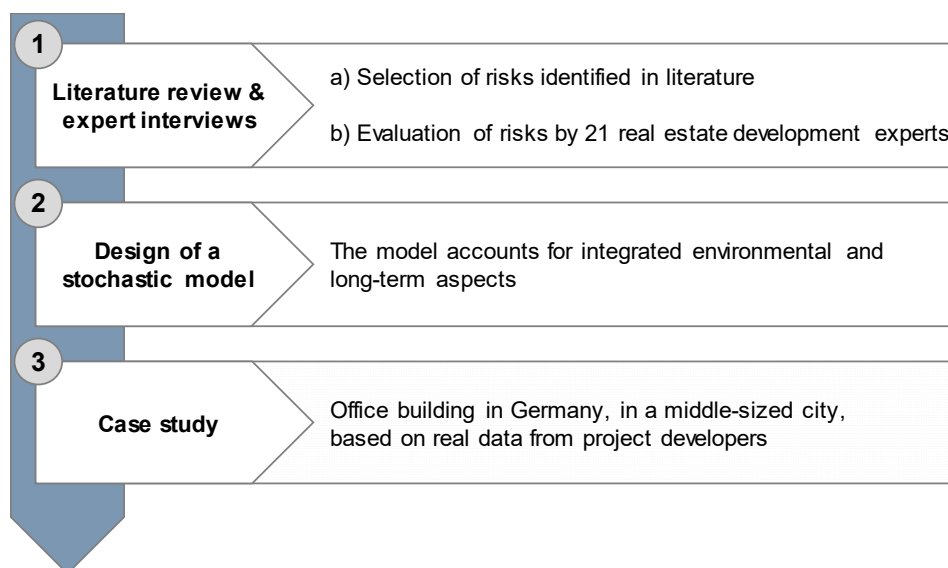 1
Literature review &
expert interviews
a) Selection of risks identified in literature
b) Evaluation of risks by 21 real estate development experts
2
Design of a
stochastic model
The model accounts for integrated environmental and
long-term aspects
3
Case study
Office building in Germany, in a middle-sized city,
based on real data from project developers